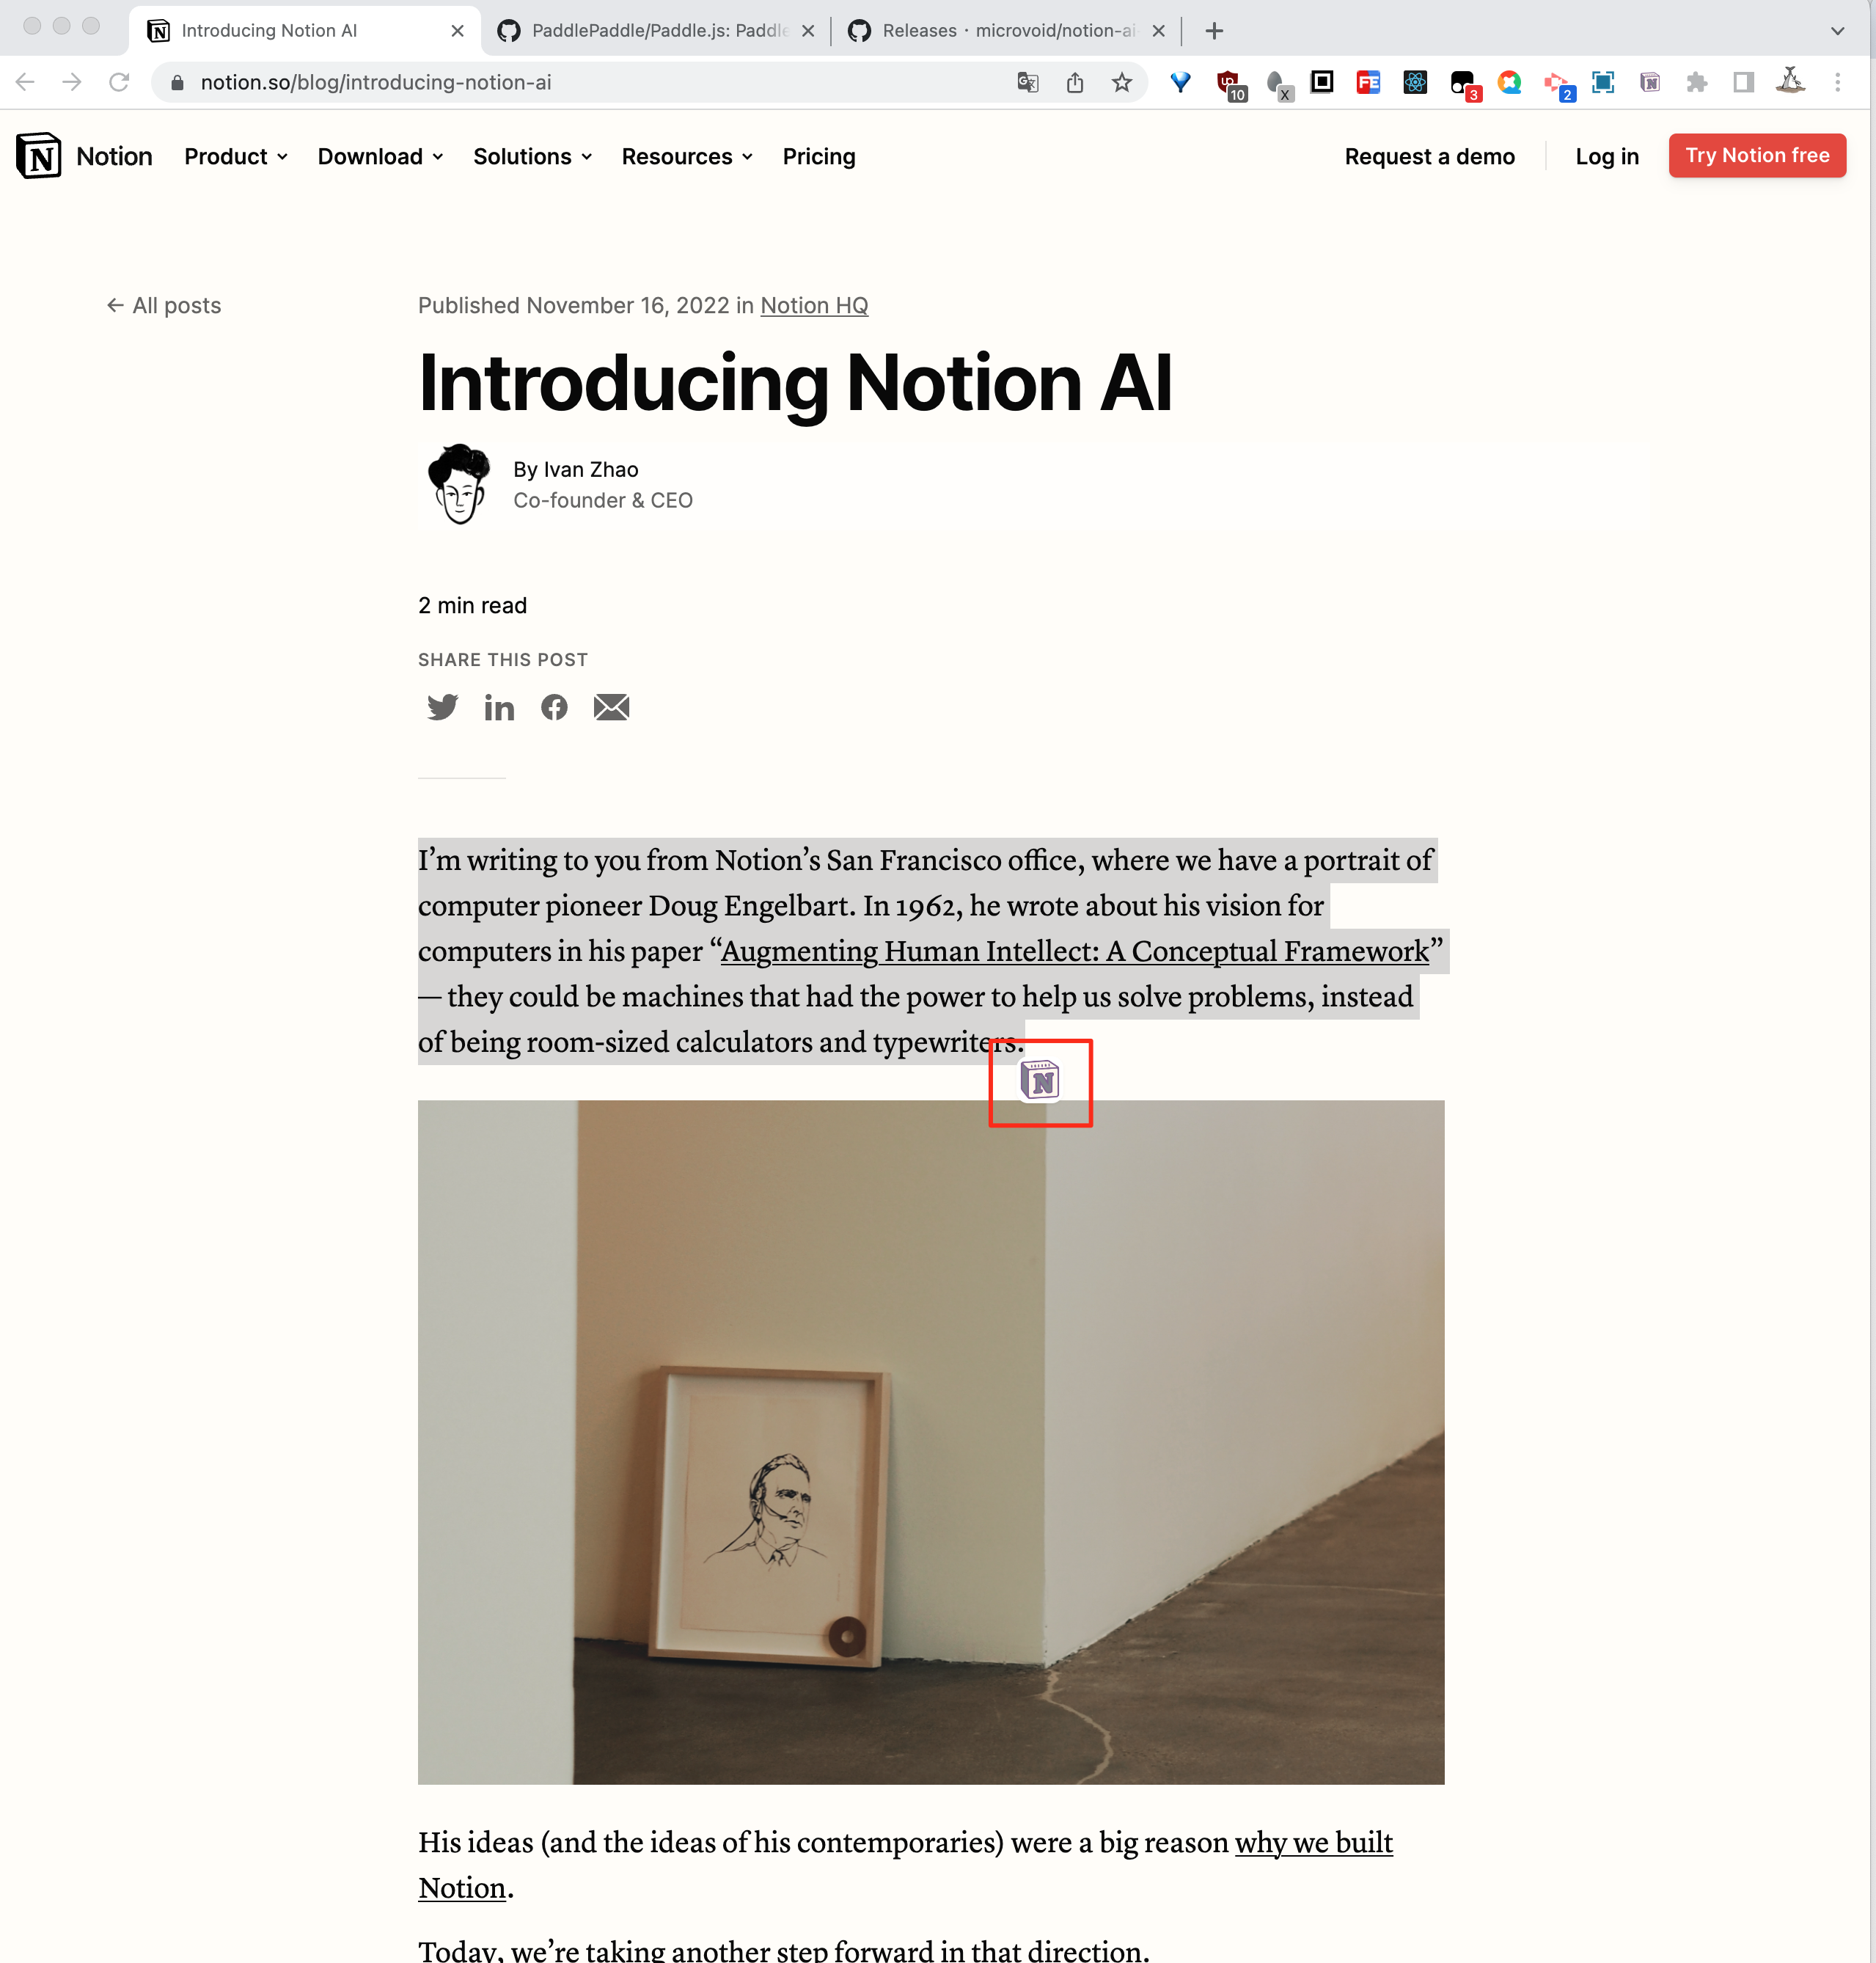 Introducing Notion AI
PaddlePaddle/Paddle.js: Paddle
Releases · microvoid/notion-ai-
notion.so/blog/introducing-notion-ai
10
X
FE
3
2
Notion
Product
Download
Solutions
Resources
Pricing
Request a demo
Log in
Try Notion free
← All posts
Published November 16, 2022 in Notion HQ
Introducing Notion AI
By Ivan Zhao
Co-founder & CEO
2 min read
SHARE THIS POST
I’m writing to you from Notion’s San Francisco office, where we have a portrait of
computer pioneer Doug Engelbart. In 1962, he wrote about his vision for
computers in his paper “Augmenting Human Intellect: A Conceptual Framework”
— they could be machines that had the power to help us solve problems, instead
of being room-sized calculators and typewriters.
His ideas (and the ideas of his contemporaries) were a big reason why we built
Notion.
Today, we’re taking another step forward in that direction.